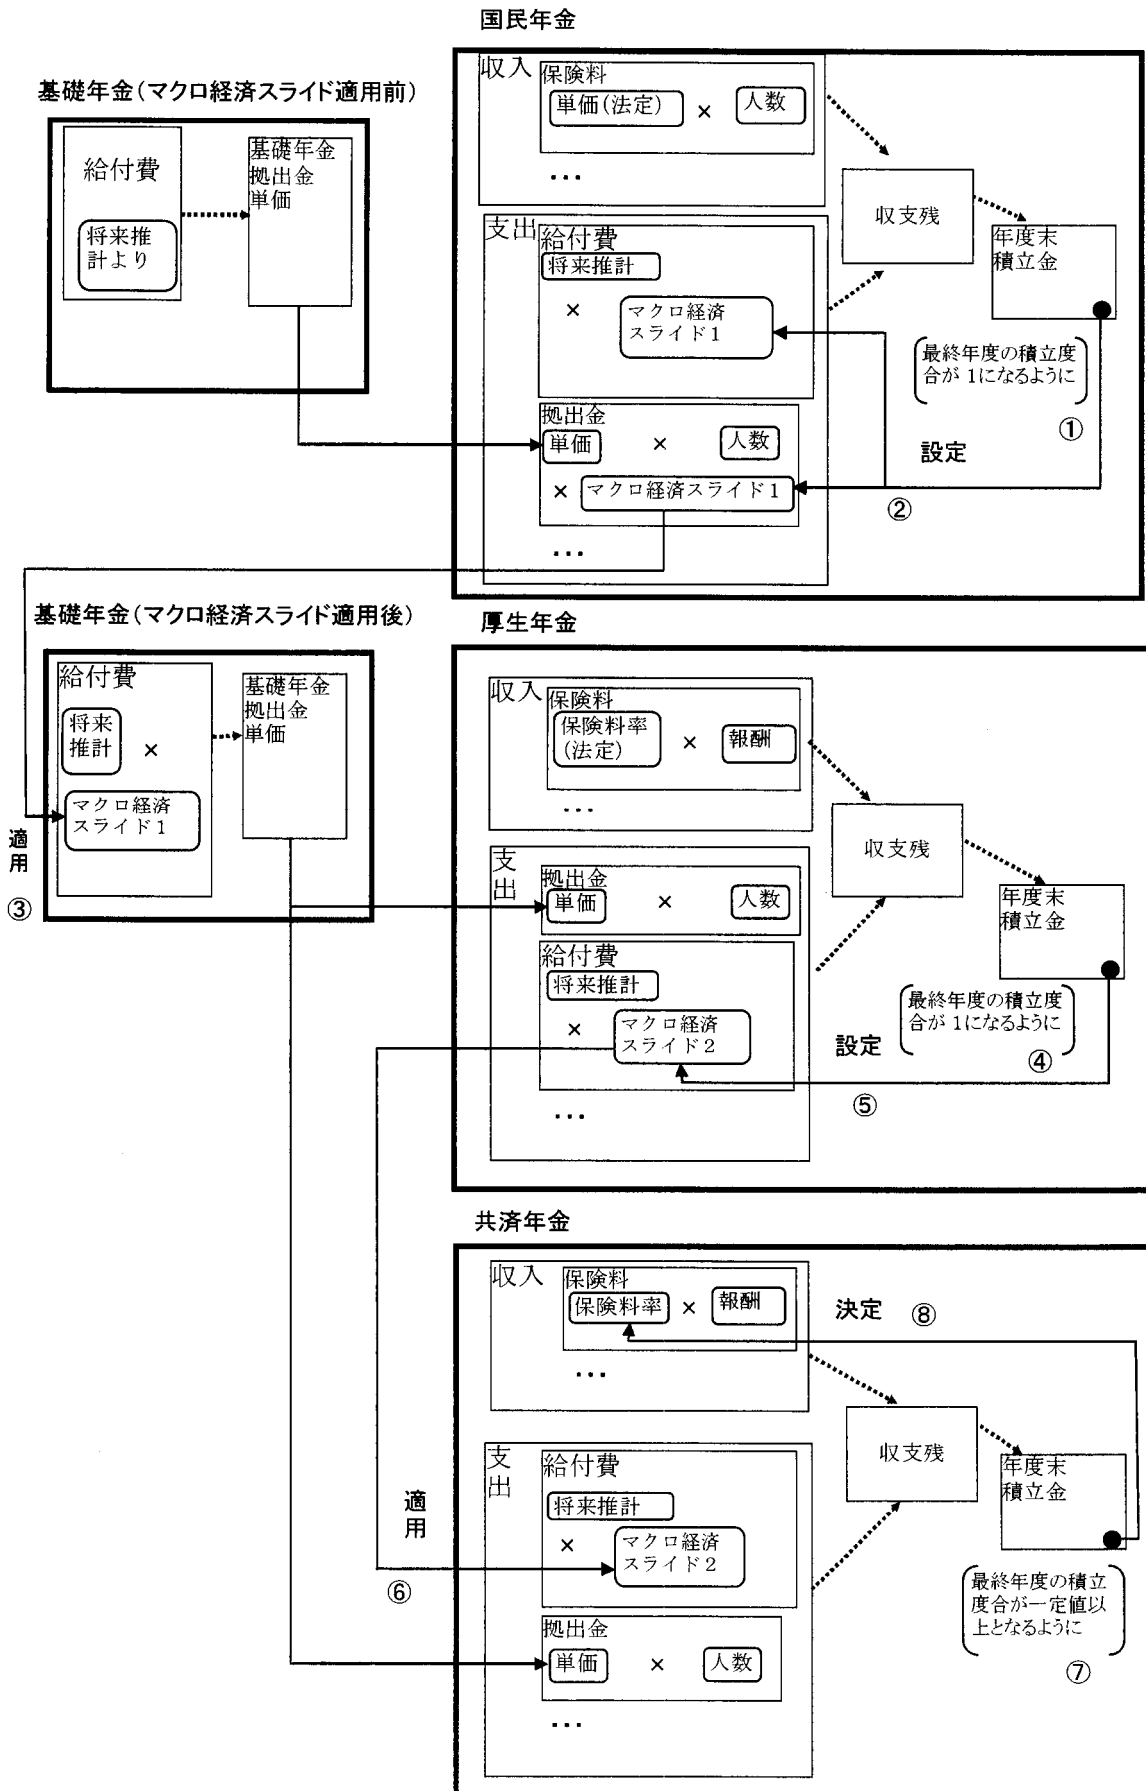 国民年金
基礎年金(マクロ経済スライド適用前)
給付費
将来推
計より
基礎年金
拠出金
単価
収入
保険料
単価(法定)
×
人数
…
支出
給付費
将来推計
×
マクロ経済
スライド1
拠出金
単価
×
人数
×
マクロ経済スライド1
…
収支残
年度末
積立金
最終年度の積立度
合が 1になるように
①
設定
②
基礎年金(マクロ経済スライド適用後)
給付費
将来
推計
×
マクロ経済
スライド1
基礎年金
拠出金
単価
適用
③
厚生年金
収入
保険料
保険料率
(法定)
×
報酬
…
支出
拠出金
単価
×
人数
給付費
将来推計
×
マクロ経済
スライド2
…
収支残
年度末
積立金
最終年度の積立度
合が 1になるように
④
設定
⑤
共済年金
収入
保険料
保険料率
×
報酬
…
決定
⑧
支出
給付費
将来推計
×
マクロ経済
スライド2
適用
⑥
拠出金
単価
×
人数
…
収支残
年度末
積立金
最終年度の積立
度合が一定値以
上となるように
⑦